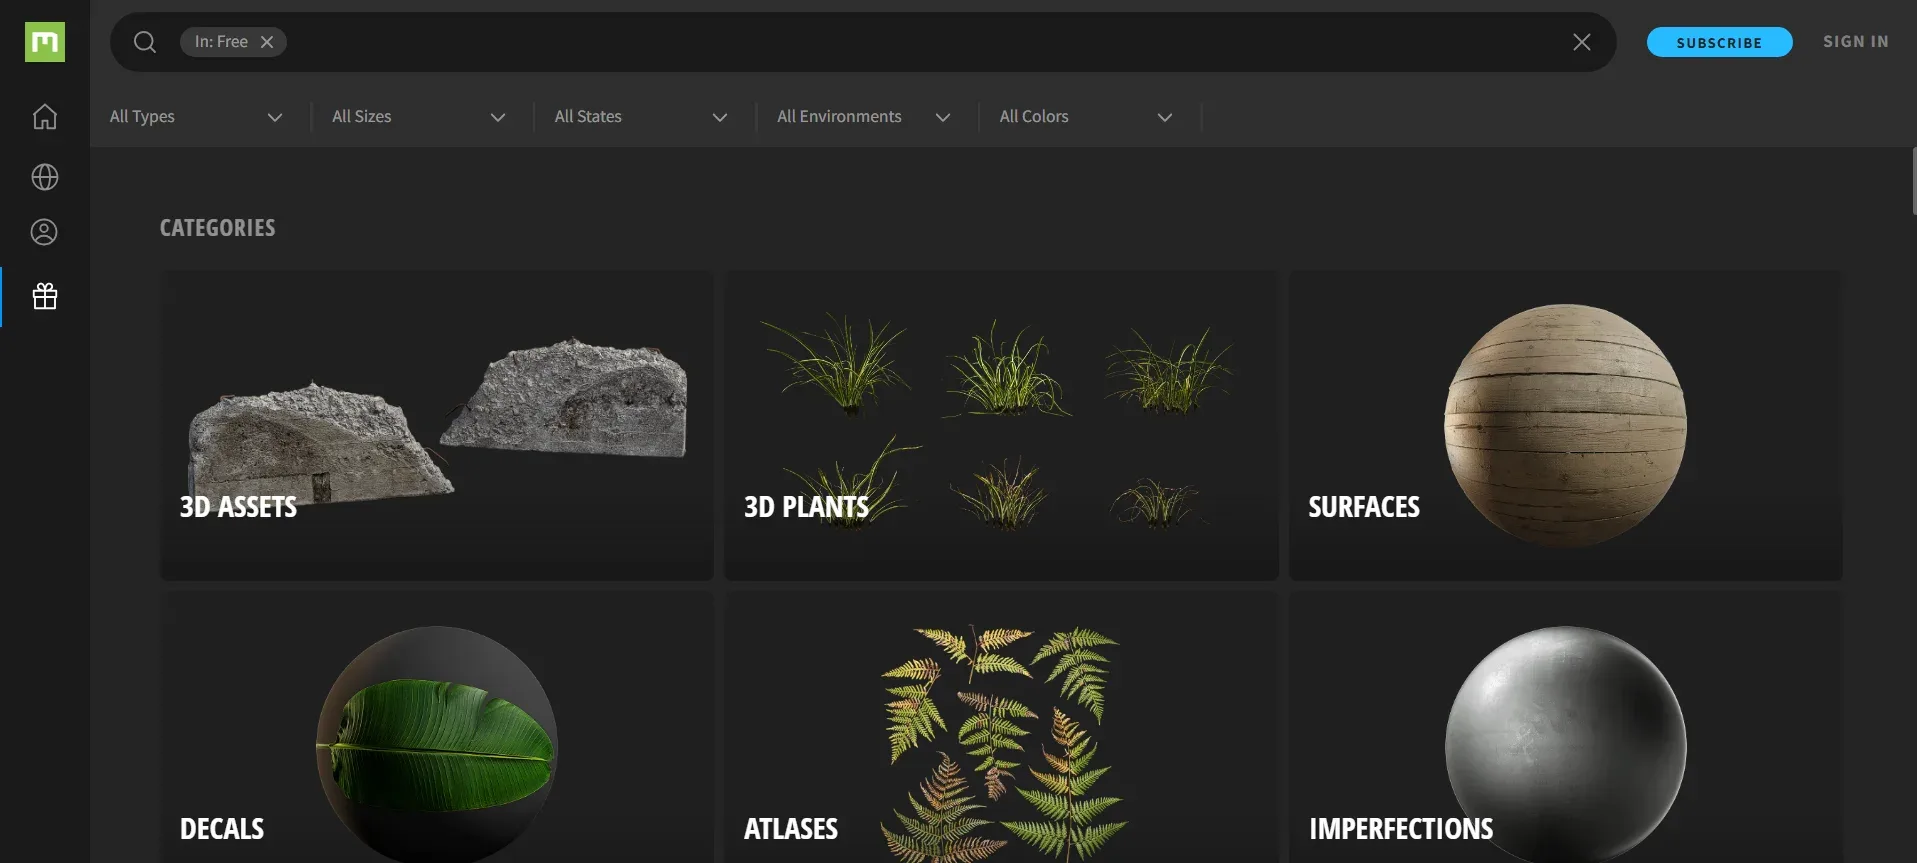 In: Free
SUBSCRIBE
SIGN IN
All Types
All Sizes
All States
All Environments
All Colors
CATEGORIES
3D ASSETS
3D PLANTS
SURFACES
DECALS
ATLASES
IMPERFECTIONS